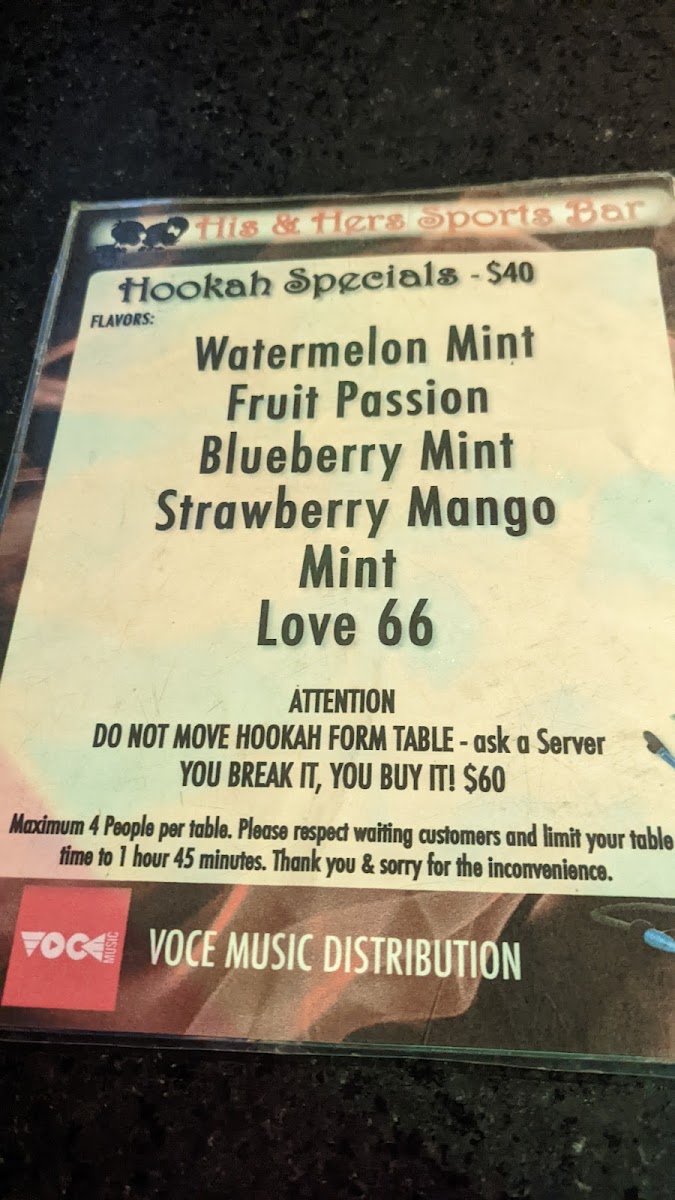 His & Hers Sports Bar
Hookah Specials - $40
FLAVORS:
Watermelon Mint
Fruit Passion
Blueberry Mint
Strawberry Mango
Mint
Love 66
ATTENTION
DO NOT MOVE HOOKAH FORM TABLE - ask a Server
YOU BREAK IT, YOU BUY IT! $60
Maximum 4 People per table. Please respect waiting customers and limit your table
time to 1 hour 45 minutes. Thank you & sorry for the inconvenience.
VOCE MUSIC
VOCE MUSIC DISTRIBUTION